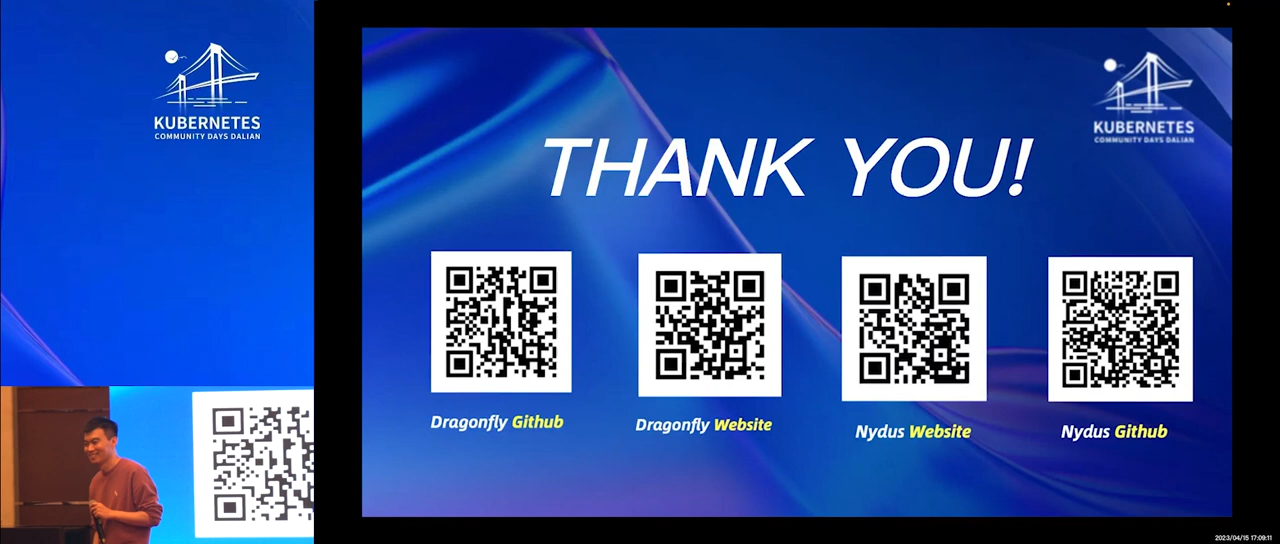 KUBERNETES
COMMUNITY DAYS DALIAN
KUBERNETES
COMMUNITY DAYS DALIAN
THANK YOU!
Dragonfly Github
Dragonfly Website
Nydus Website
Nydus Github
2023/04/15 17:09:11